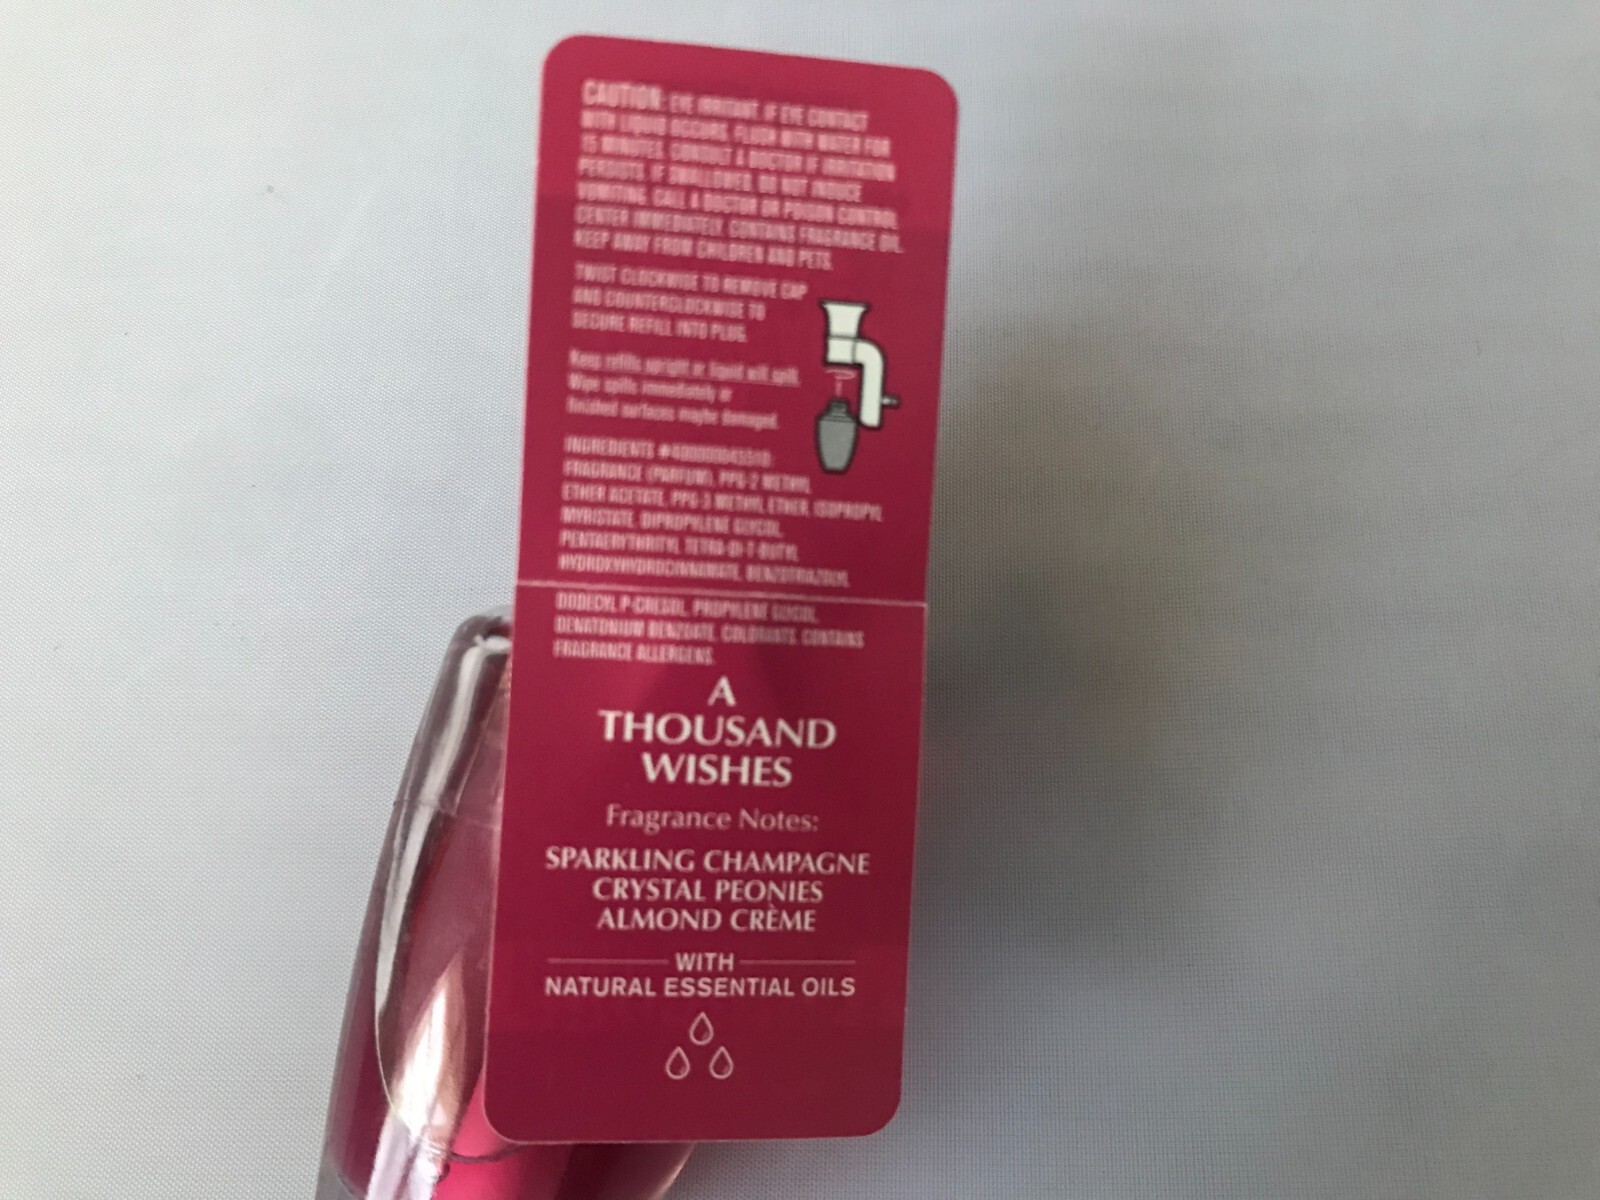 CAUTION: EYE IRRITANT. IF EYE CONTACT
WITH LIQUID OCCURS, FLUSH WITH WATER FOR
15 MINUTES. CONSULT A DOCTOR IF IRRITATION
PERSISTS. IF SWALLOWED, DO NOT INDUCE
VOMITING. CALL A DOCTOR OR POISON CONTROL
CENTER IMMEDIATELY. CONTAINS FRAGRANCE OIL.
KEEP AWAY FROM CHILDREN AND PETS.
TWIST CLOCKWISE TO REMOVE CAP
AND COUNTERCLOCKWISE TO
SECURE REFILL INTO PLUG.
Keep refills upright or liquid will spill.
Wipe spills immediately or
finished surfaces maybe damaged.
INGREDIENTS
FRAGRANCE (PARFUM), PPG-2 METHYL
ETHER ACETATE, PPG-3 METHYL ETHER, ISOPROPYL
MYRISTATE, DIPROPYLENE GLYCOL,
PENTAERYTHRITYL TETRA-DI-T-BUTYL
HYDROXYHYDROCINNAMATE, BENZOTRIAZOLYL
DODECYL P-CRESOL, PROPYLENE GLYCOL,
DENATONIUM BENZOATE, COLORANTS. CONTAINS
FRAGRANCE ALLERGENS.
A
THOUSAND
WISHES
Fragrance Notes:
SPARKLING CHAMPAGNE
CRYSTAL PEONIES
ALMOND CRÈME
WITH
NATURAL ESSENTIAL OILS